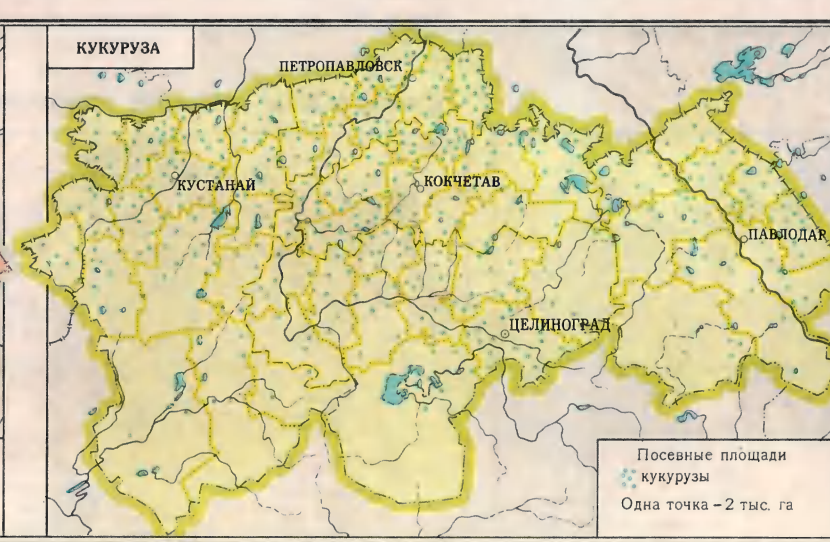 КУКУРУЗА
ПЕТРОПАВЛОВСК
КУСТАНАЙ
КОКЧЕТАВ
ПАВЛОДАР
ЦЕЛИНОГРАД
Посевные площади
кукурузы
Одна точка – 2 тыс. га